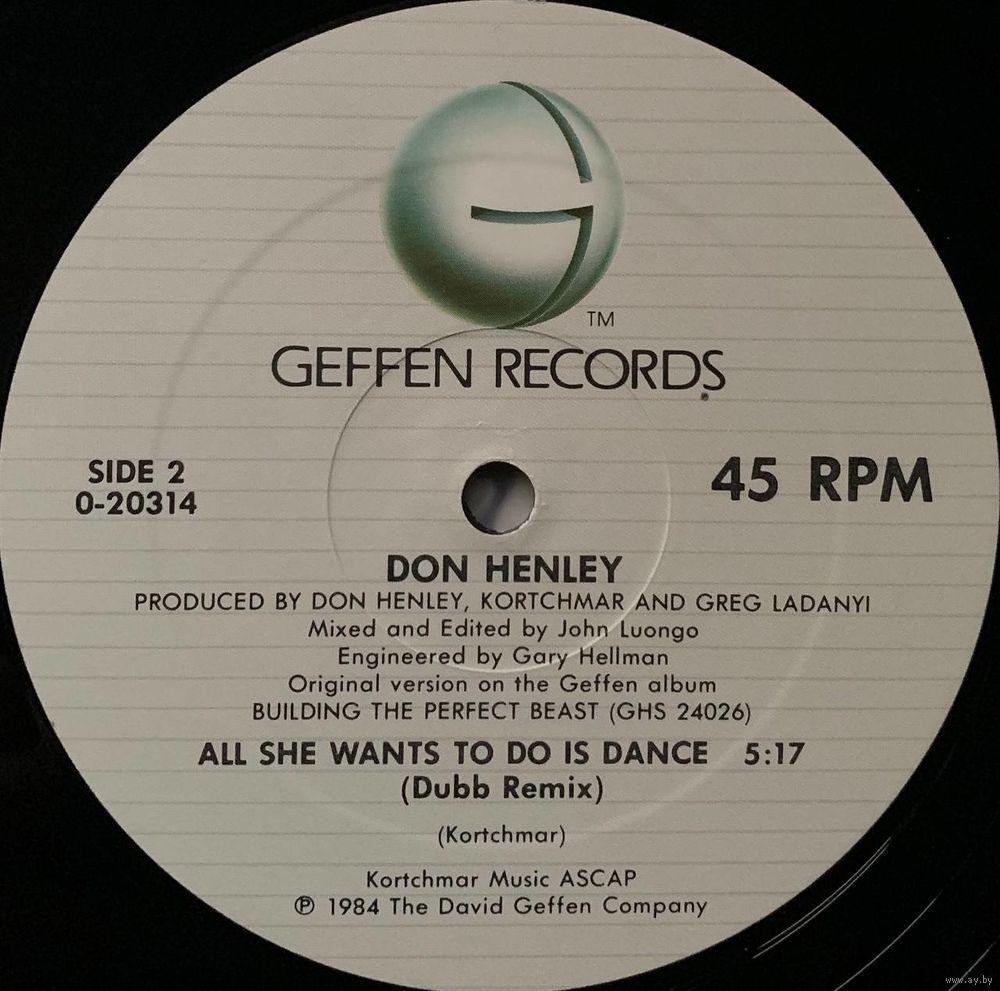 TM
GEFFEN RECORDS
SIDE 2
0-20314
45 RPM
DON HENLEY
PRODUCED BY DON HENLEY, KORTCHMAR AND GREG LADANYI
Mixed and Edited by John Luongo
Engineered by Gary Hellman
Original version on the Geffen album
BUILDING THE PERFECT BEAST (GHS 24026)
ALL SHE WANTS TO DO IS DANCE 5:17
(Dubb Remix)
(Kortchmar)
Kortchmar Music ASCAP
℗ 1984 The David Geffen Company
www.ay.by